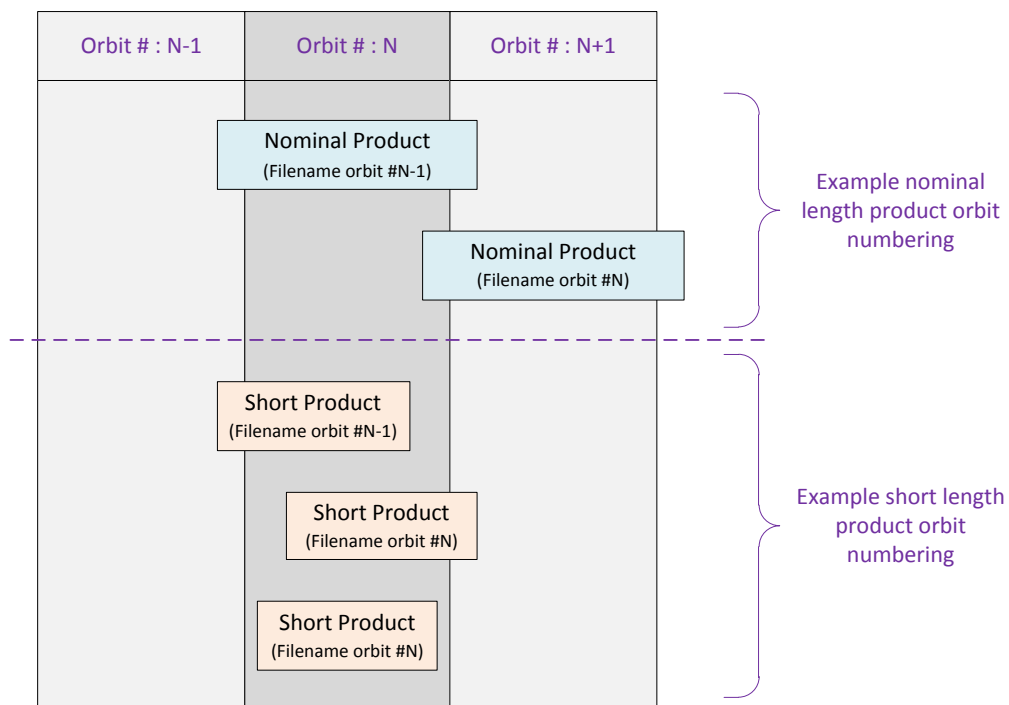 Orbit # : N-1
Orbit # : N
Orbit # : N+1
Nominal Product
(Filename orbit #N-1)
Nominal Product
(Filename orbit #N)
Example nominal
length product orbit
numbering
Short Product
(Filename orbit #N-1)
Short Product
(Filename orbit #N)
Short Product
(Filename orbit #N)
Example short length
product orbit
numbering